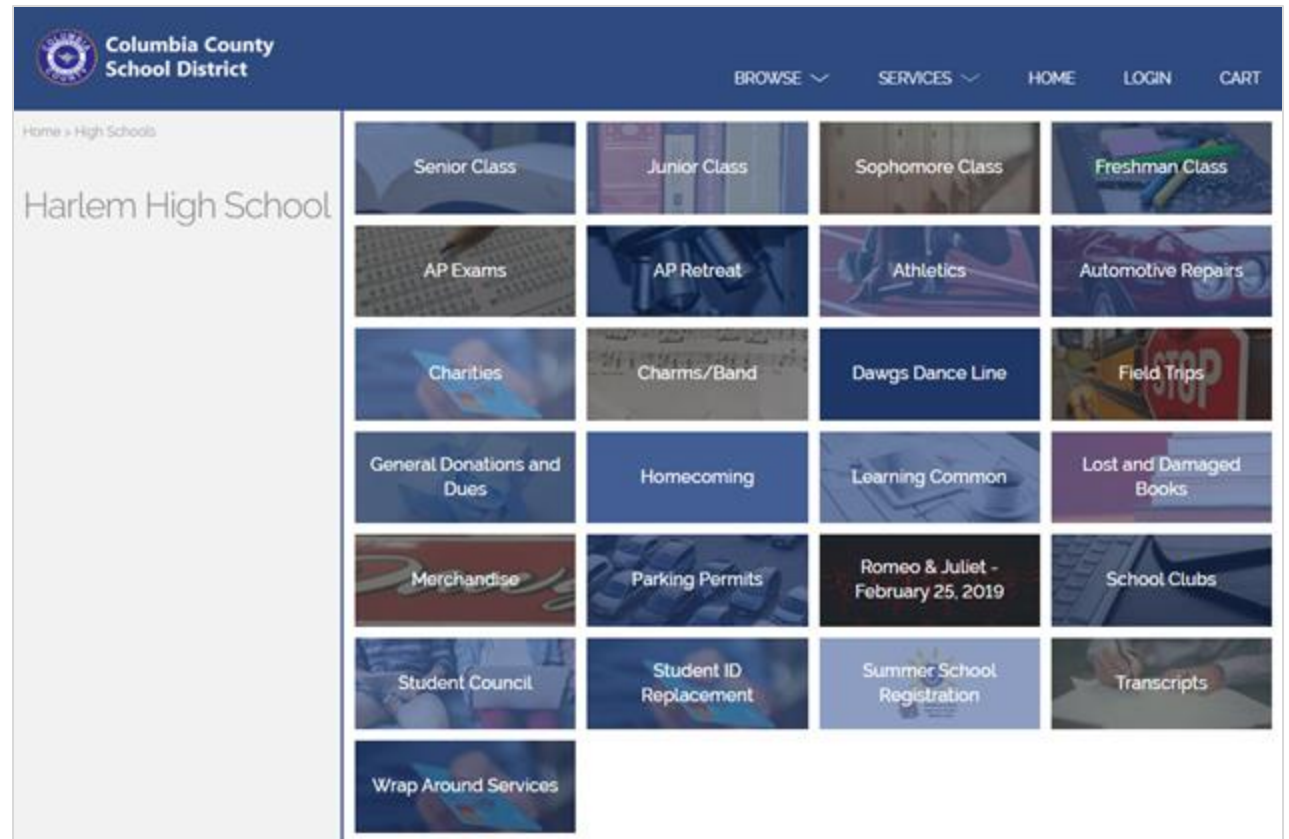 Columbia County
School District
BROWSE
SERVICES
HOME
LOGIN
CART
Home > High Schools
Harlem High School
Senior Class
Junior Class
Sophomore Class
Freshman Class
AP Exams
AP Retreat
Athletics
Automotive Repairs
Charities
Charms/Band
Dawgs Dance Line
Field Trips
STOP
General Donations and
Dues
Homecoming
Learning Common
Lost and Damaged
Books
Merchandise
Parking Permits
Romeo & Juliet -
February 25, 2019
School Clubs
Student Council
Student ID
Replacement
Summer School
Registration
Transcripts
Wrap Around Services